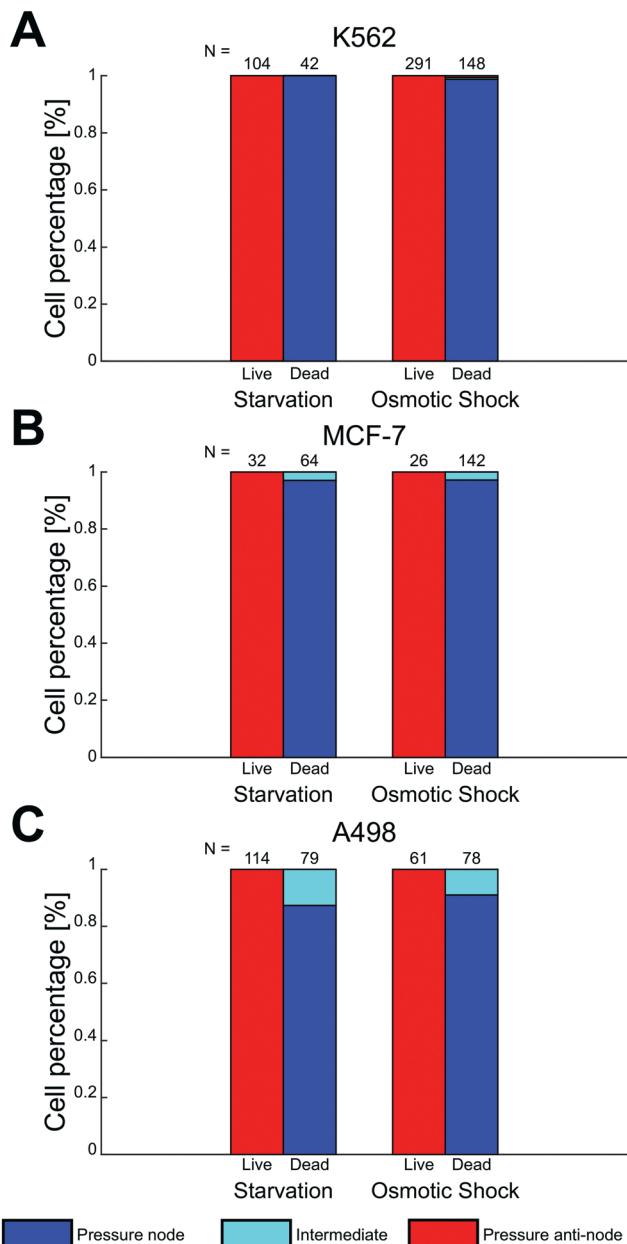 A
K562
N =
104 42 291 148
Cell percentage [%]
1
0.8
0.6
0.4
0.2
0
Live Dead Live Dead
Starvation Osmotic Shock
B
MCF-7
N =
32 64 26 142
Cell percentage [%]
1
0.8
0.6
0.4
0.2
0
Live Dead Live Dead
Starvation Osmotic Shock
C
A498
N =
114 79 61 78
Cell percentage [%]
1
0.8
0.6
0.4
0.2
0
Live Dead Live Dead
Starvation Osmotic Shock
Pressure node Intermediate Pressure anti-node